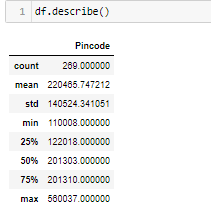 1 df.describe()
Pincode
count 269.000000
mean 220465.747212
std 140524.341051
min 110008.000000
25% 122018.000000
50% 201303.000000
75% 201310.000000
max 560037.000000